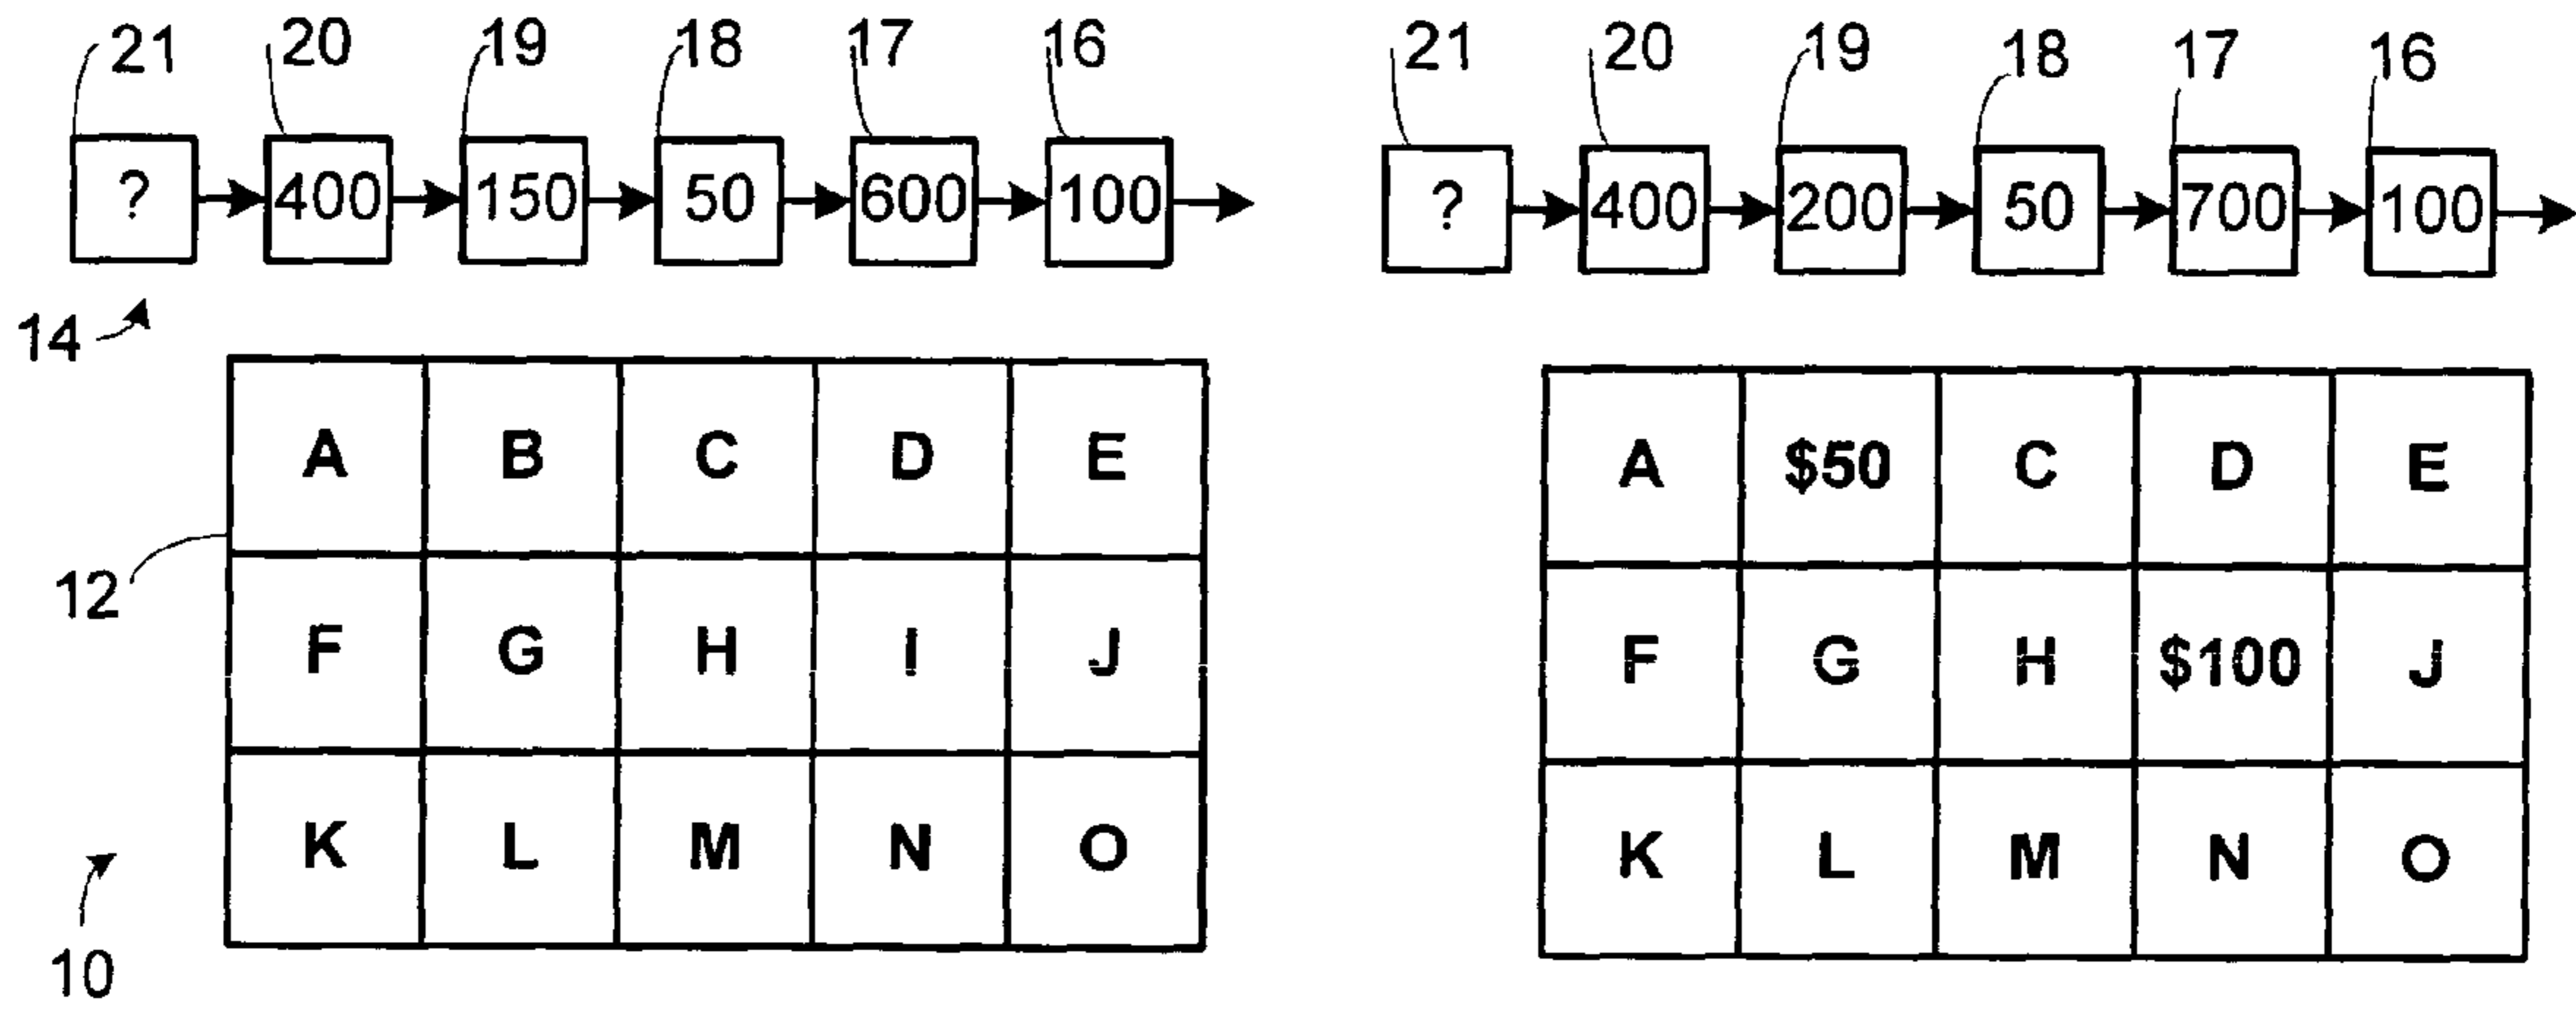 21 20 19 18 17 16
? 400 150 50 600 100
14
A B C D E
12
F G H I J
K L M N O
10
21 20 19 18 17 16
? 400 200 50 700 100
A $50 C D E
F G H $100 J
K L M N O